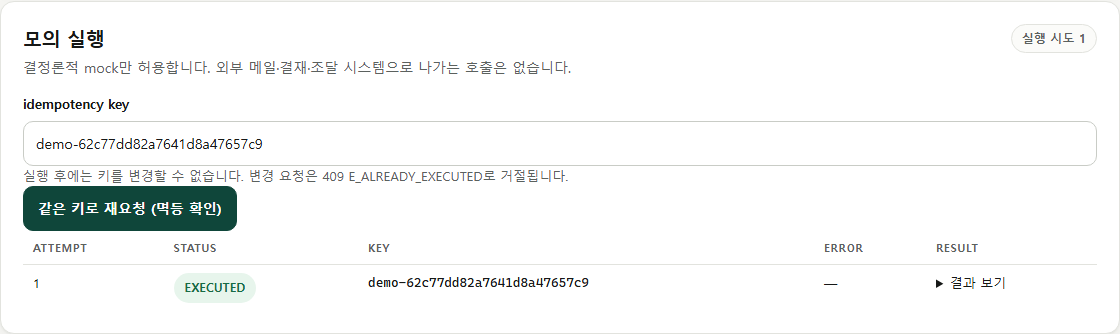 모의 실행
실행 시도 1
결정론적 mock만 허용합니다. 외부 메일·결재·조달 시스템으로 나가는 호출은 없습니다.
idempotency key
demo-62c77dd82a7641d8a47657c9
실행 후에는 키를 변경할 수 없습니다. 변경 요청은 409 E_ALREADY_EXECUTED로 거절됩니다.
같은 키로 재요청 (멱등 확인)
ATTEMPT STATUS KEY ERROR RESULT
1 EXECUTED demo-62c77dd82a7641d8a47657c9 — ▶ 결과 보기